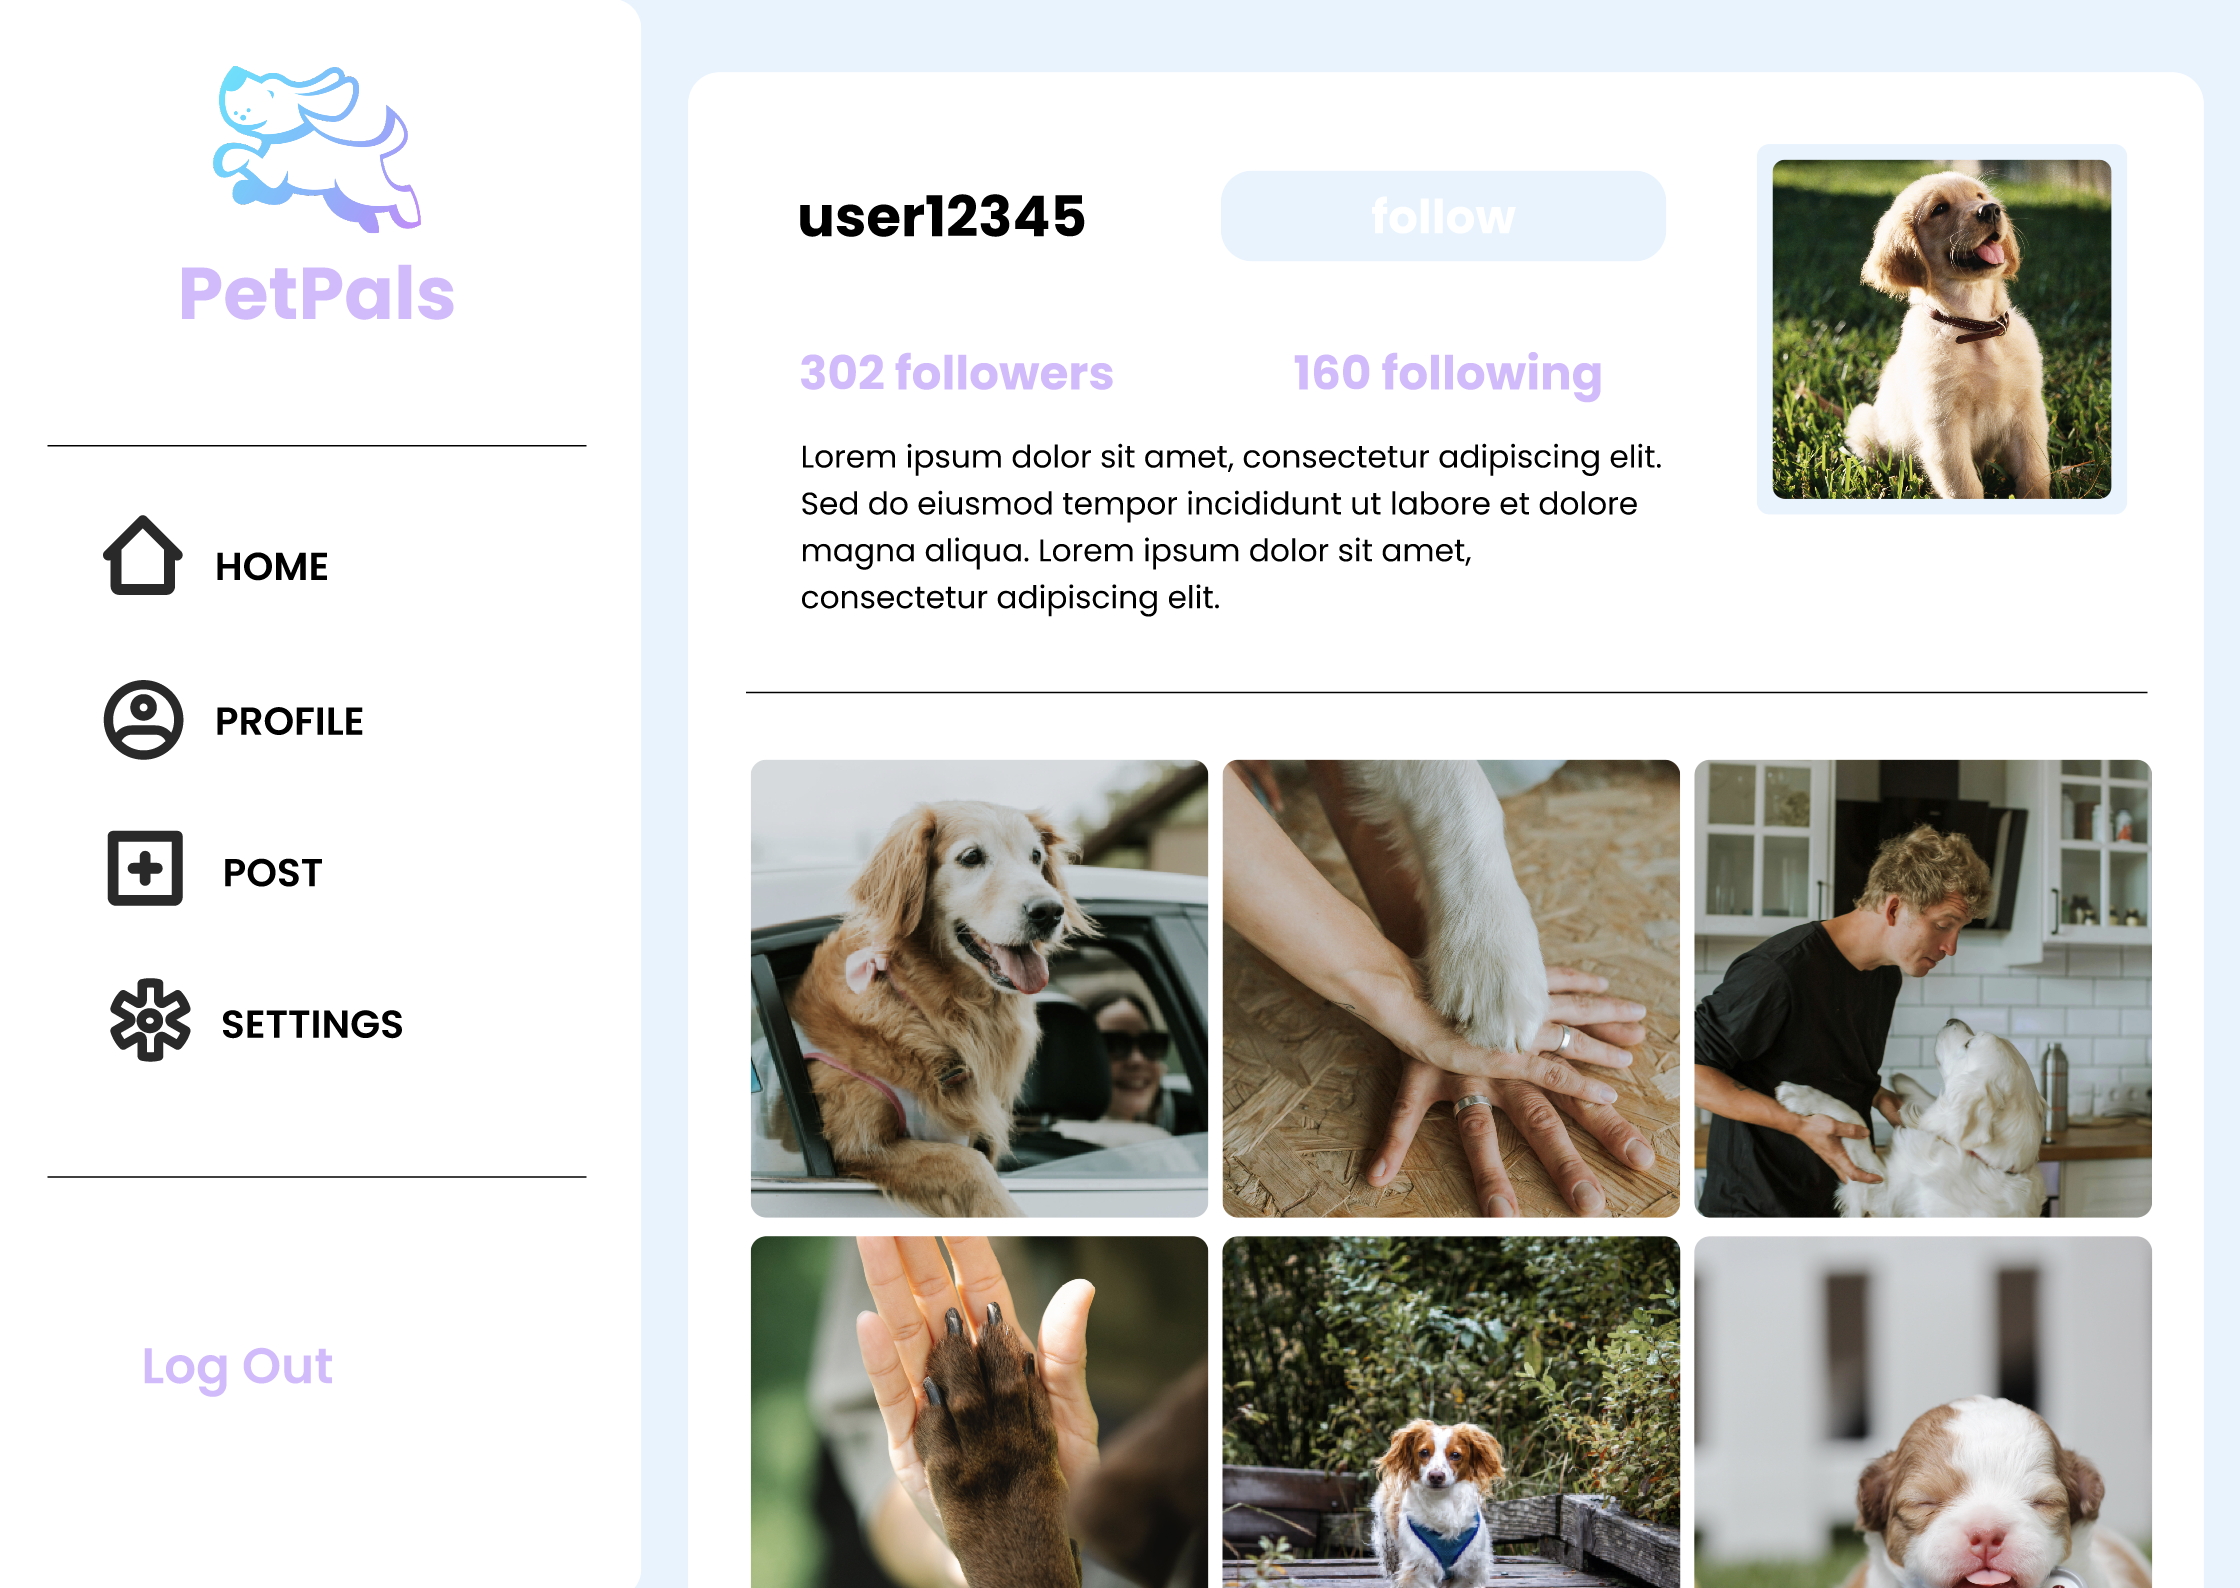 PetPals
HOME
PROFILE
POST
SETTINGS
Log Out
user12345
follow
302 followers
160 following
Lorem ipsum dolor sit amet, consectetur adipiscing elit.
Sed do eiusmod tempor incididunt ut labore et dolore
magna aliqua. Lorem ipsum dolor sit amet,
consectetur adipiscing elit.